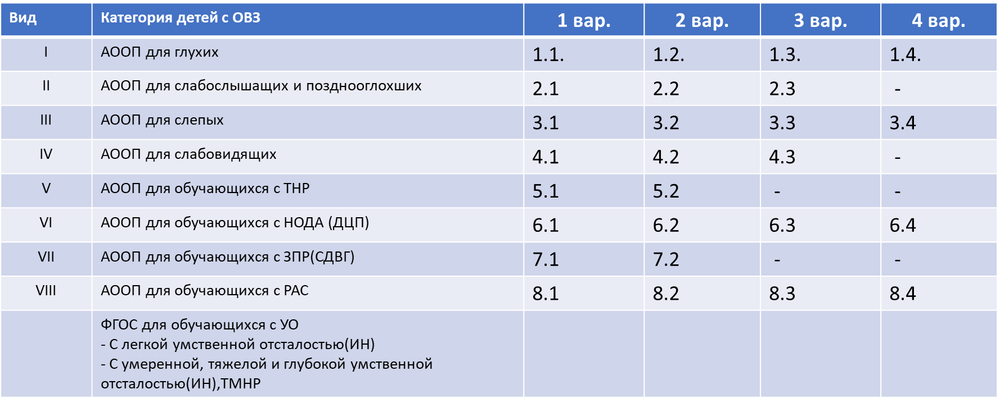 Вид Категория детей с ОВЗ 1 вар. 2 вар. 3 вар. 4 вар.
I АООП для глухих 1.1. 1.2. 1.3. 1.4.
II АООП для слабослышащих и позднооглохших 2.1 2.2 2.3 -
III АООП для слепых 3.1 3.2 3.3 3.4
IV АООП для слабовидящих 4.1 4.2 4.3 -
V АООП для обучающихся с ТНР 5.1 5.2 - -
VI АООП для обучающихся с НОДА (ДЦП) 6.1 6.2 6.3 6.4
VII АООП для обучающихся с ЗПР(СДВГ) 7.1 7.2 - -
VIII АООП для обучающихся с РАС 8.1 8.2 8.3 8.4
ФГОС для обучающихся с УО
- С легкой умственной отсталостью(ИН)
- С умеренной, тяжелой и глубокой умственной
отсталостью(ИН),ТМНР